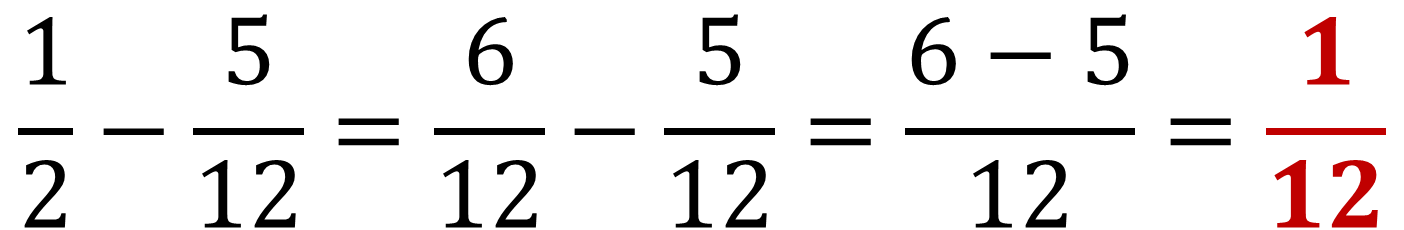 1/2 − 5/12 = 6/12 − 5/12 = (6 − 5)/12 = 1/12